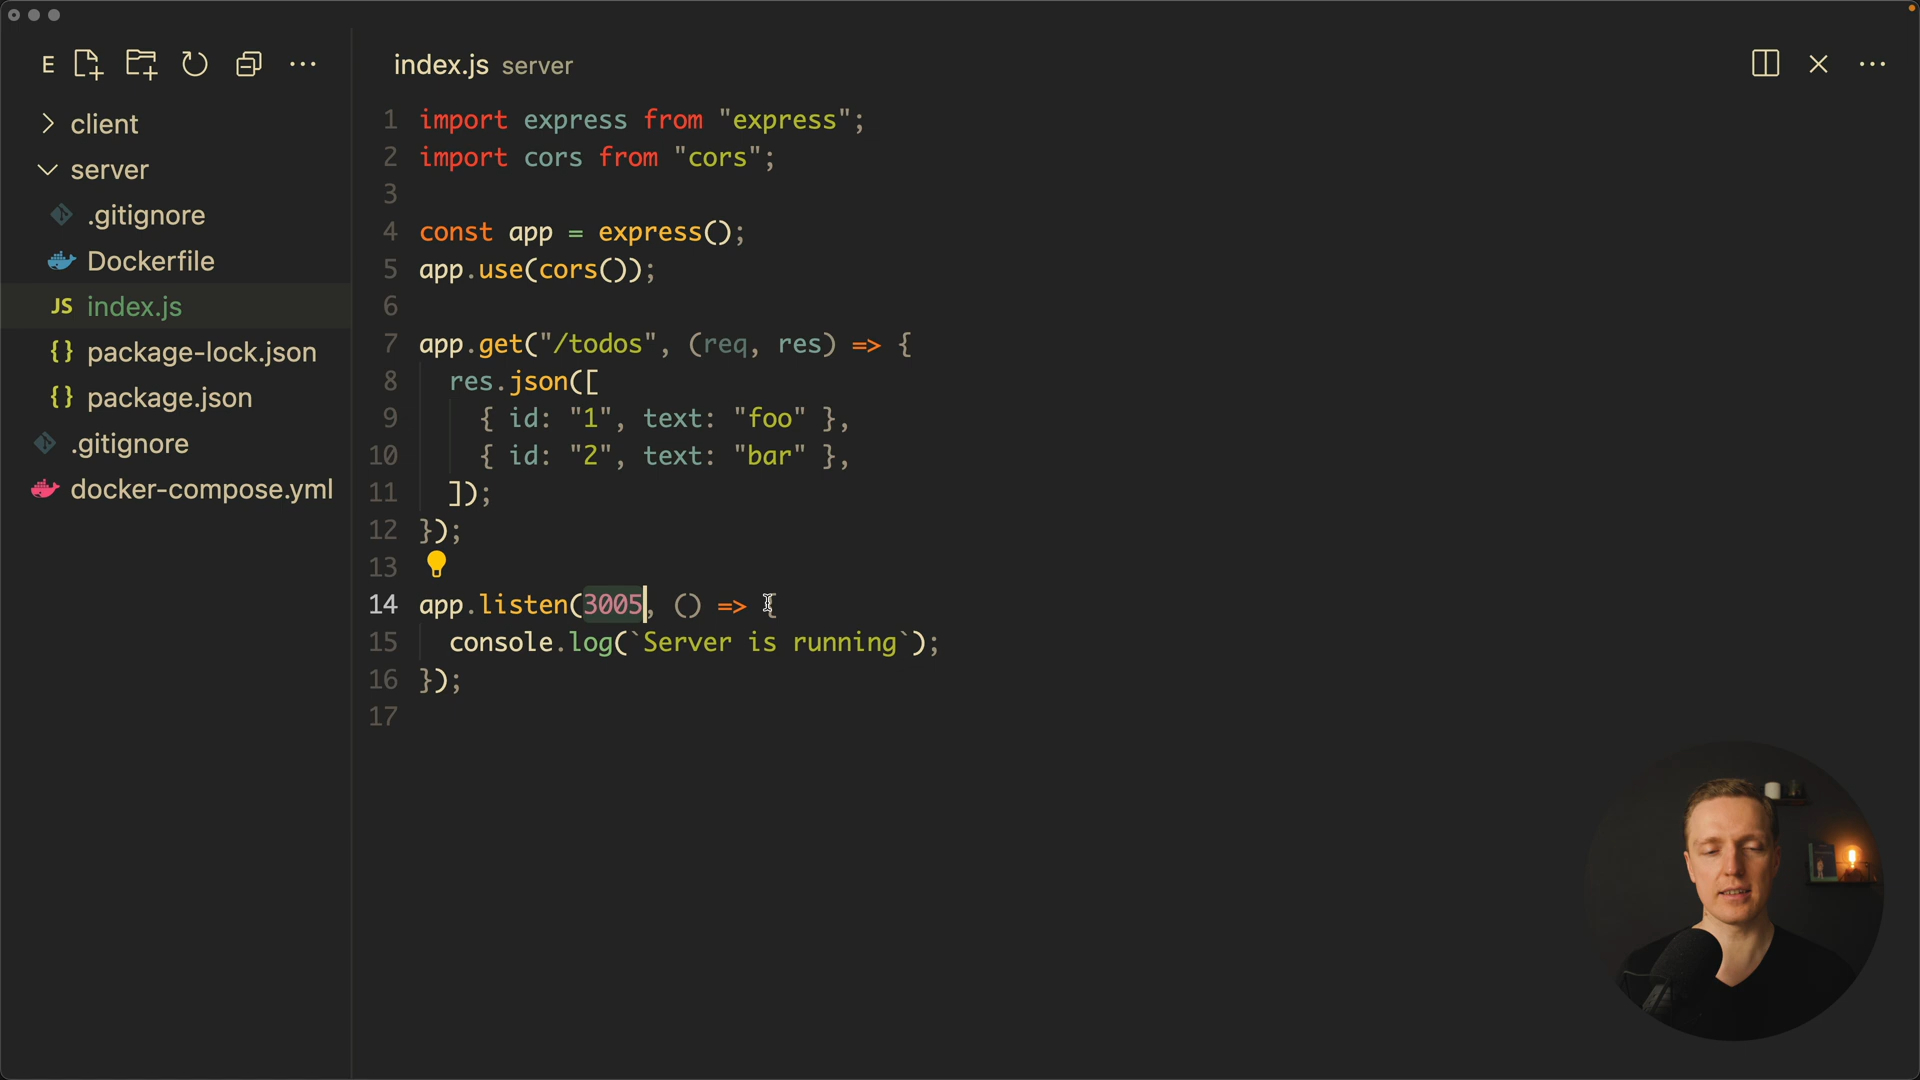 E
index.js server
client
server
.gitignore
Dockerfile
JS index.js
{} package-lock.json
{} package.json
.gitignore
docker-compose.yml
1 import express from "express";
2 import cors from "cors";
3
4 const app = express();
5 app.use(cors());
6
7 app.get("/todos", (req, res) => {
8 res.json([
9 { id: "1", text: "foo" },
10 { id: "2", text: "bar" },
11 ]);
12 });
13
14 app.listen(3005, () => {
15 console.log(`Server is running`);
16 });
17